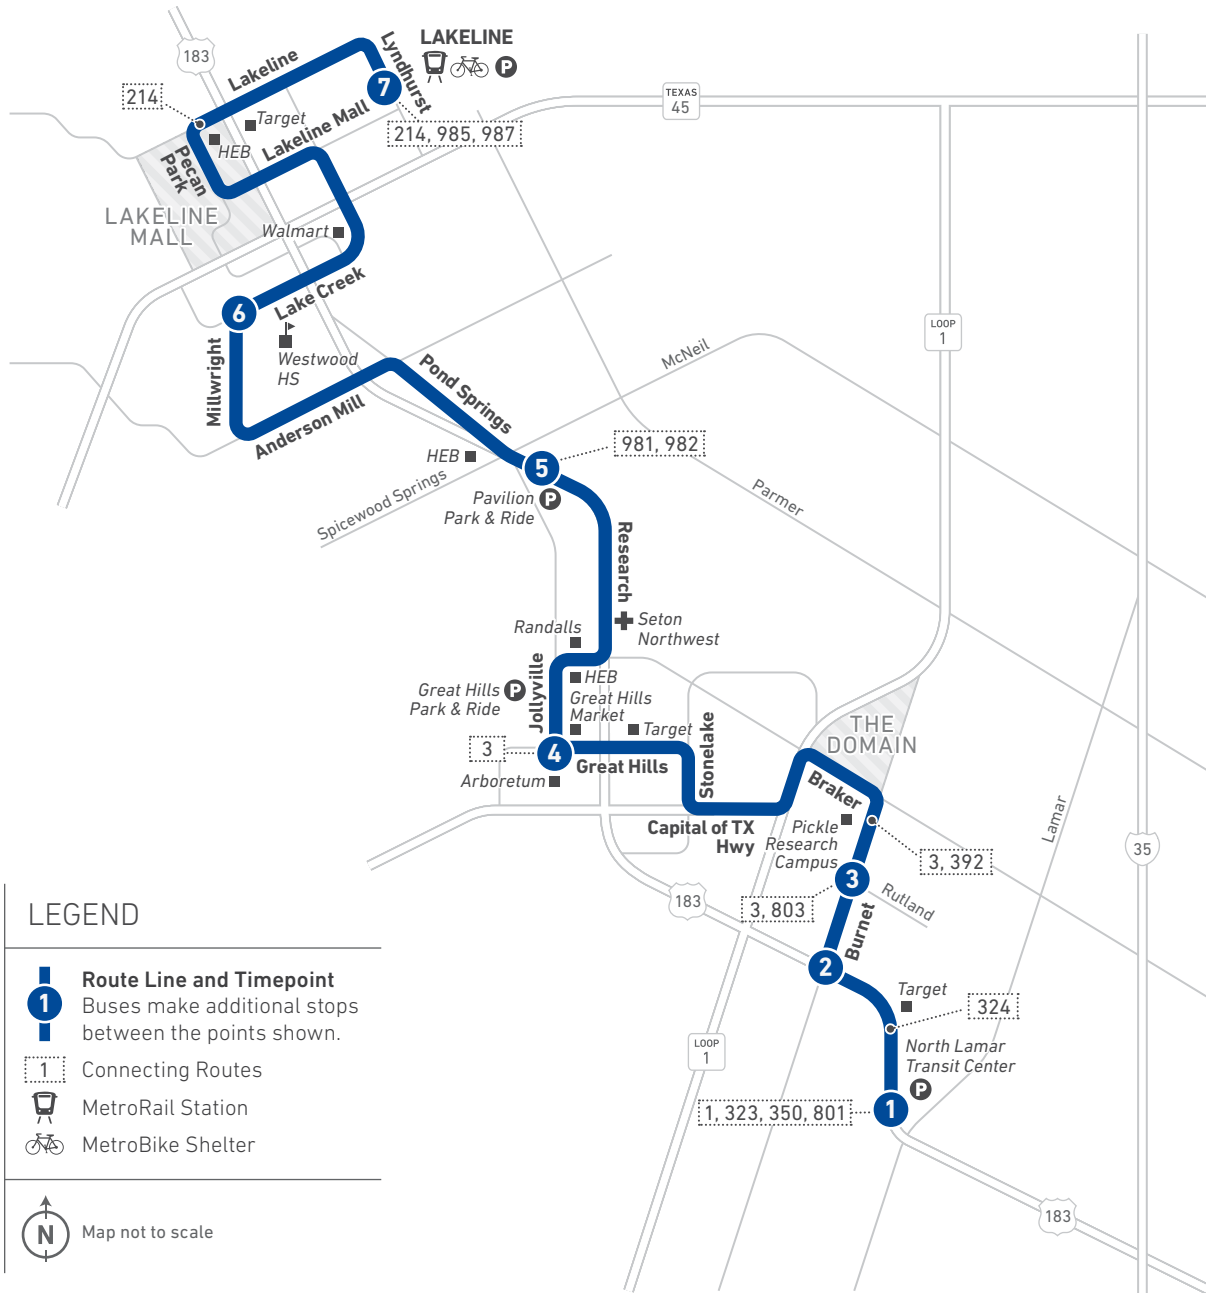 183
Lakeline
Lyndhurst
LAKELINE
P
7
214
Target
HEB
Lakeline Mall
214, 985, 987
TEXAS
45
Pecan
Park
LAKELINE
MALL
Walmart
Lake Creek
6
Westwood
HS
Millwright
Anderson Mill
Pond Springs
McNeil
LOOP
1
981, 982
HEB
5
Spicewood Springs
Pavilion
Park & Ride
P
Parmer
Research
Seton
Northwest
Randalls
HEB
Jollyville
Great Hills
Park & Ride
P
Great Hills
Market
Target
3
4
Great Hills
Arboretum
Stonelake
THE
DOMAIN
Braker
Capital of TX
Hwy
Pickle
Research
Campus
Lamar
35
3, 392
3
3, 803
Rutland
183
Burnet
2
Target
324
LOOP
1
North Lamar
Transit Center
P
1, 323, 350, 801
1
183
LEGEND
1
Route Line and Timepoint
Buses make additional stops
between the points shown.
1
Connecting Routes
MetroRail Station
MetroBike Shelter
N
Map not to scale